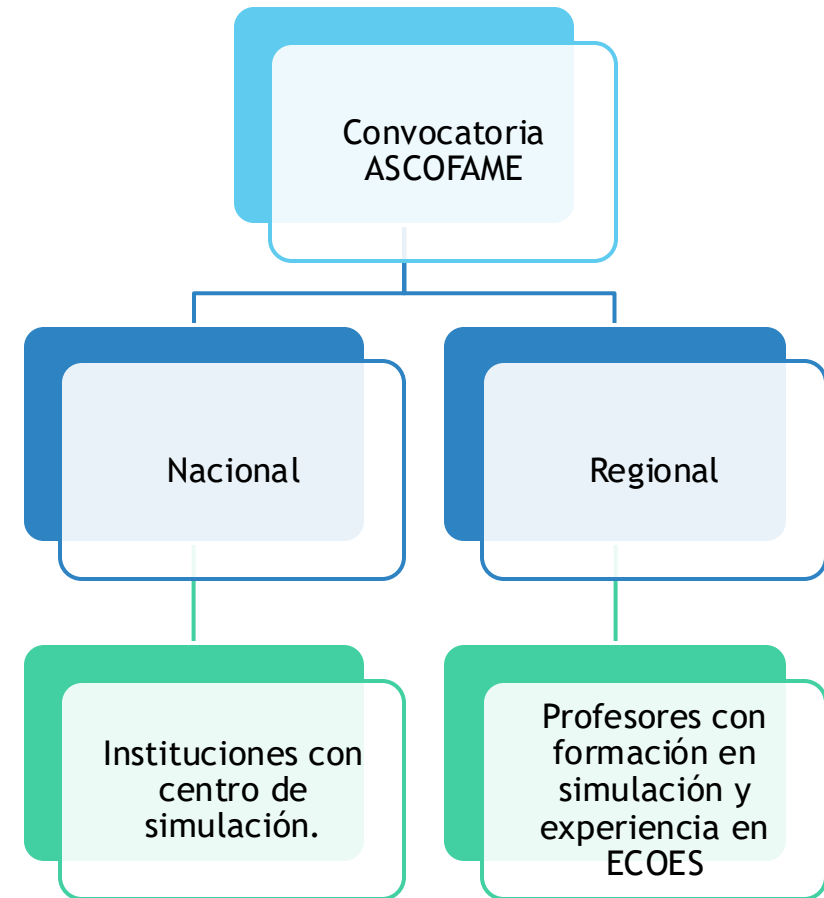 Convocatoria
ASCOFAME
Nacional
Regional
Instituciones con
centro de
simulación.
Profesores con
formación en
simulación y
experiencia en
ECOES